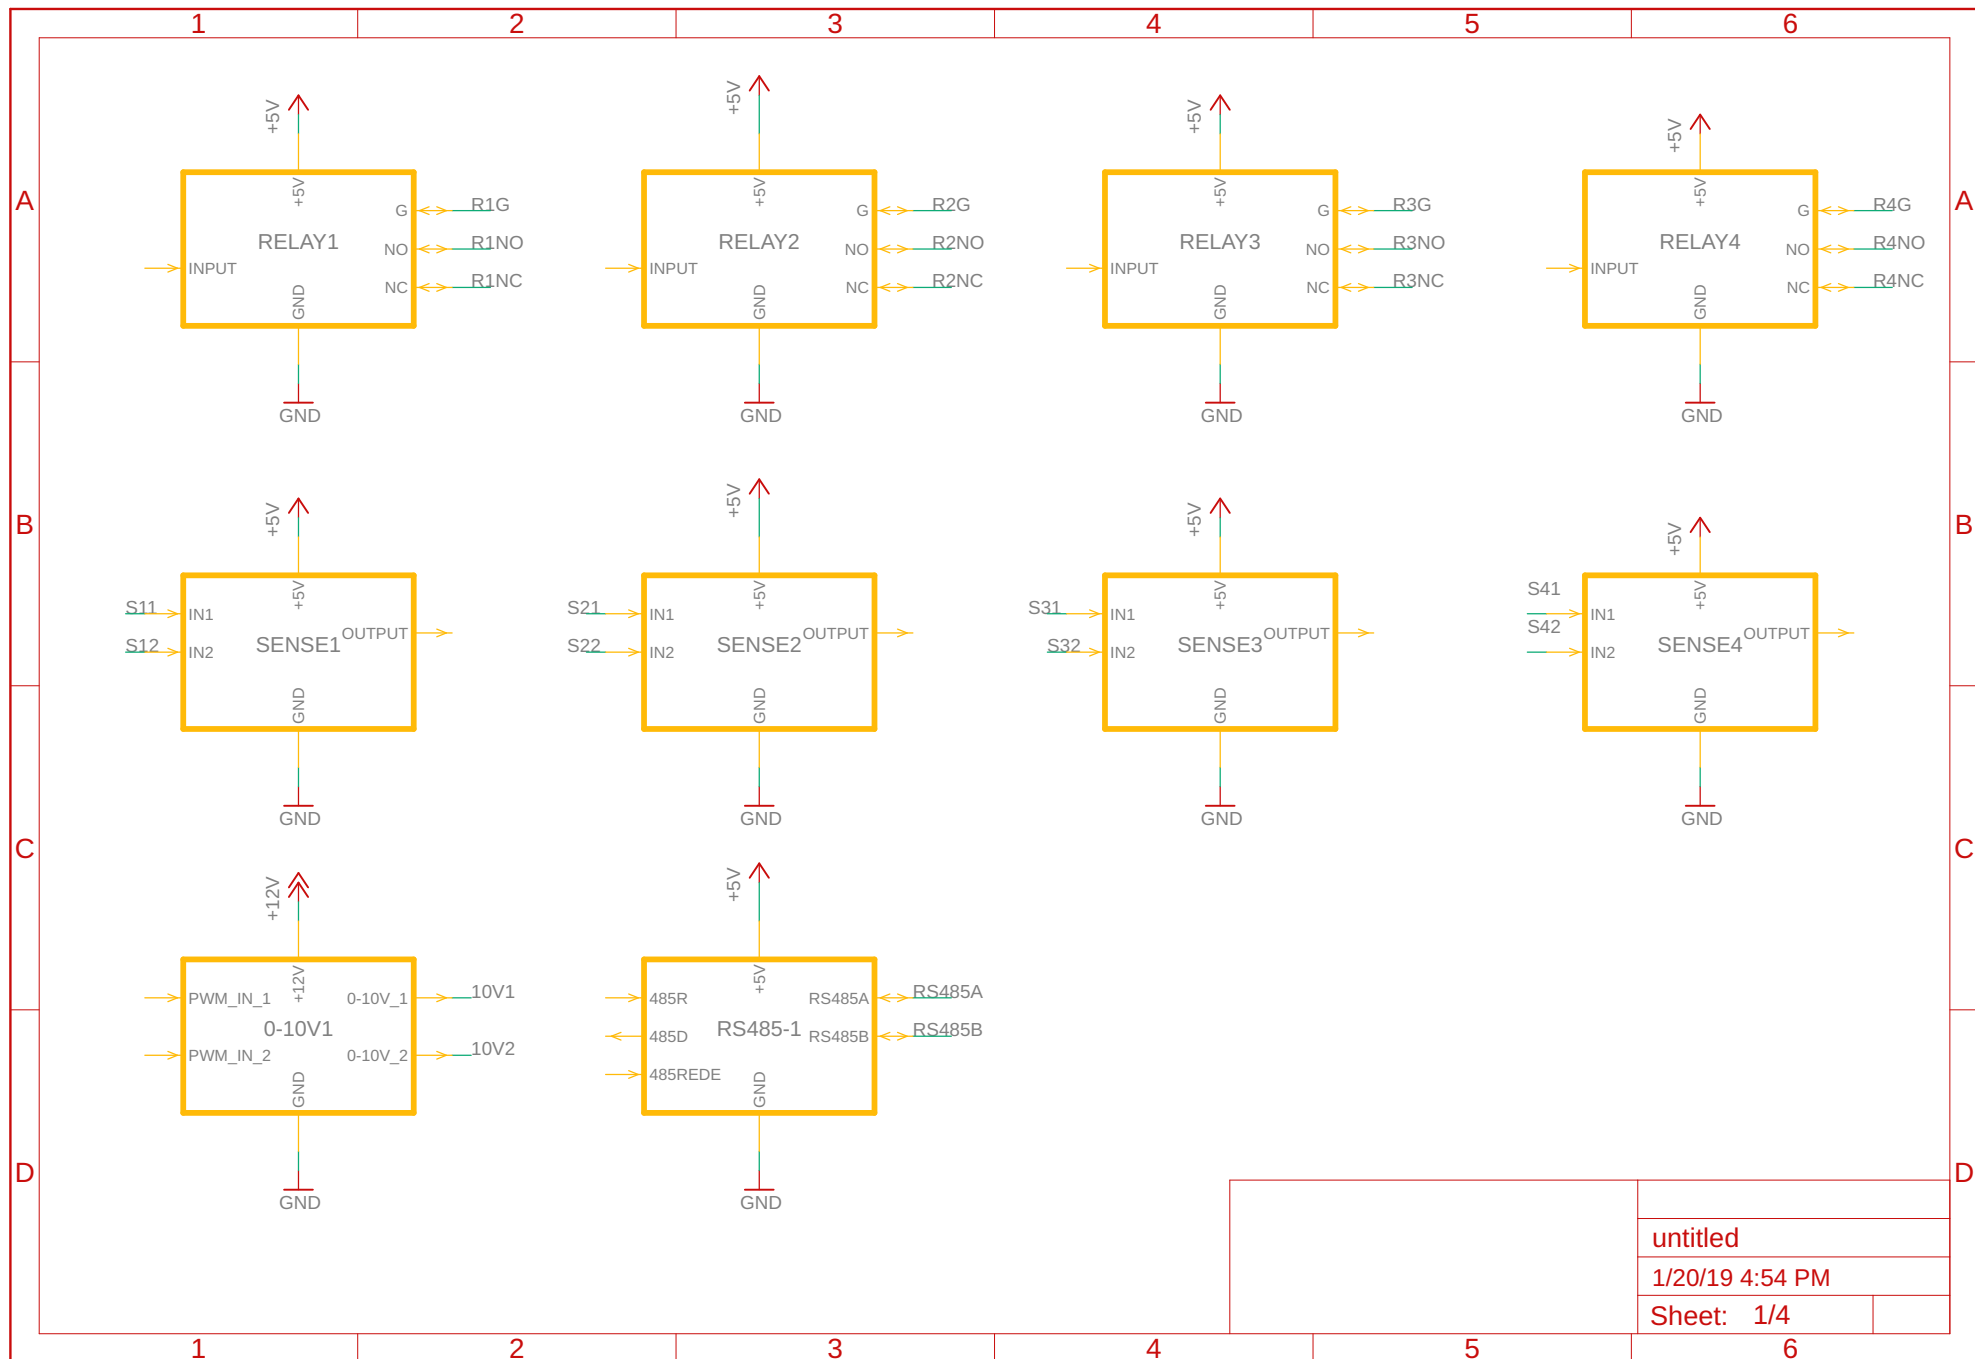 1 2 3 4 5 6
+5V +5V +5V +5V
A A
+5V +5V +5V +5V
G R1G G R2G G R3G G R4G
RELAY1 NO R1NO RELAY2 NO R2NO RELAY3 NO R3NO RELAY4 NO R4NO
INPUT INPUT INPUT INPUT
NC R1NC NC R2NC NC R3NC NC R4NC
GND GND GND GND
GND GND GND GND
+5V +5V +5V +5V
B B
+5V +5V +5V +5V
S11 IN1 S21 IN1 S31 IN1 S41 IN1
OUTPUT OUTPUT OUTPUT OUTPUT
S12 IN2 SENSE1 S22 IN2 SENSE2 S32 IN2 SENSE3 S42 IN2 SENSE4
GND GND GND GND
GND GND GND GND
C C
+12V +5V
+12V +5V
PWM_IN_1 0-10V_1 10V1 485R RS485A RS485A
0-10V1 485D RS485-1 RS485B RS485B
PWM_IN_2 0-10V_2 10V2 485REDE
GND GND
D D
GND GND
untitled
1/20/19 4:54 PM
Sheet: 1/4
1 2 3 4 5 6